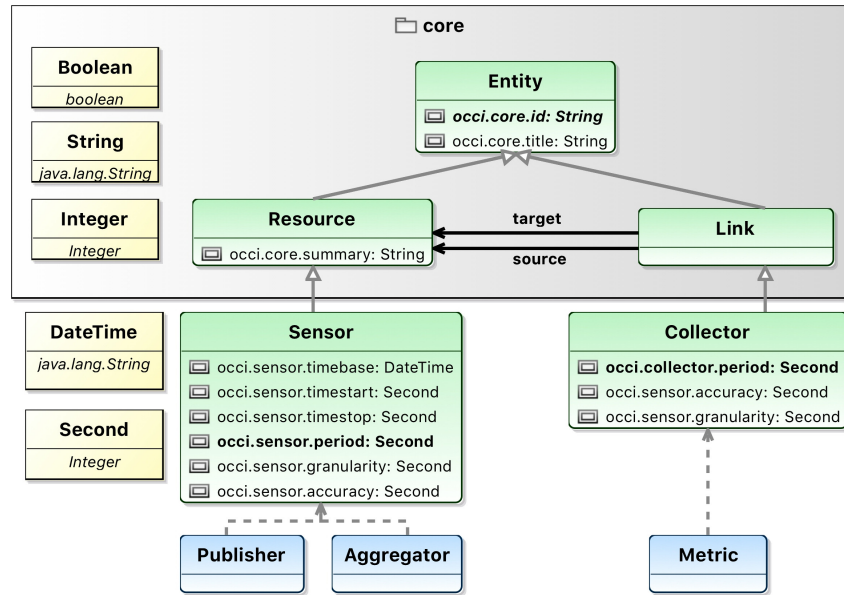 core
Boolean
boolean
String
java.lang.String
Integer
Integer
Entity
occi.core.id: String
occi.core.title: String
Resource
occi.core.summary: String
target
source
Link
DateTime
java.lang.String
Second
Integer
Sensor
occi.sensor.timebase: DateTime
occi.sensor.timestart: Second
occi.sensor.timestop: Second
occi.sensor.period: Second
occi.sensor.granularity: Second
occi.sensor.accuracy: Second
Collector
occi.collector.period: Second
occi.sensor.accuracy: Second
occi.sensor.granularity: Second
Publisher
Aggregator
Metric